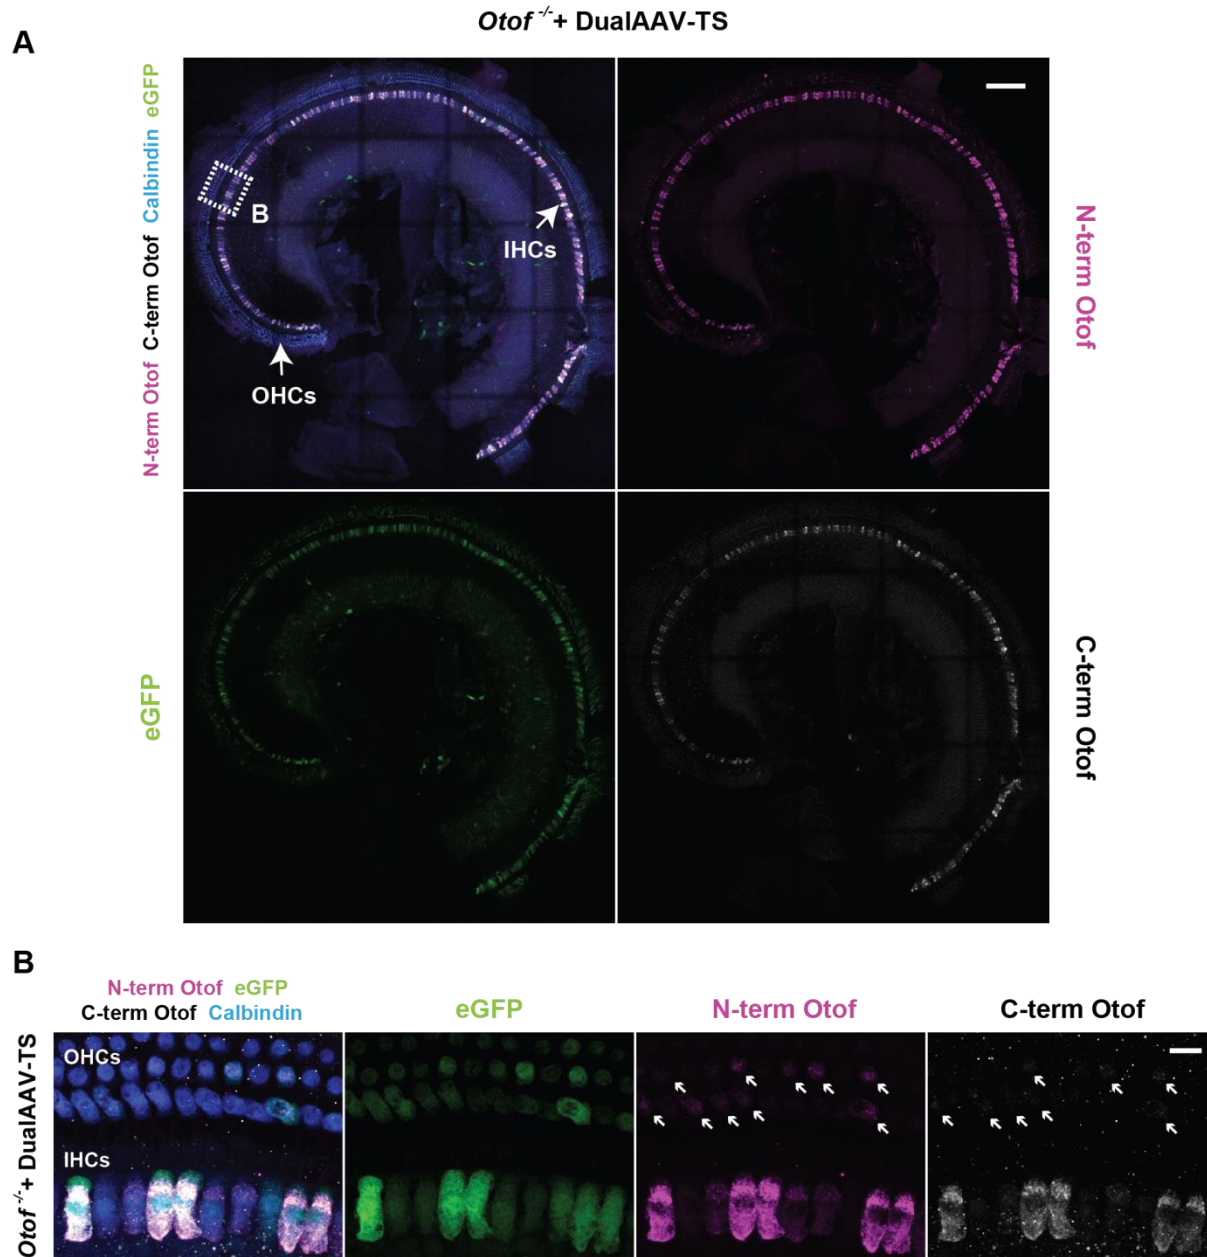 Otof -/-+ DualAAV-TS
A
N-term Otof C-term Otof Calbindin eGFP
B
IHCs
OHCs
N-term Otof
eGFP
C-term Otof
B
N-term Otof eGFP
C-term Otof Calbindin
eGFP
N-term Otof
C-term Otof
Otof -/-+ DualAAV-TS
OHCs
IHCs